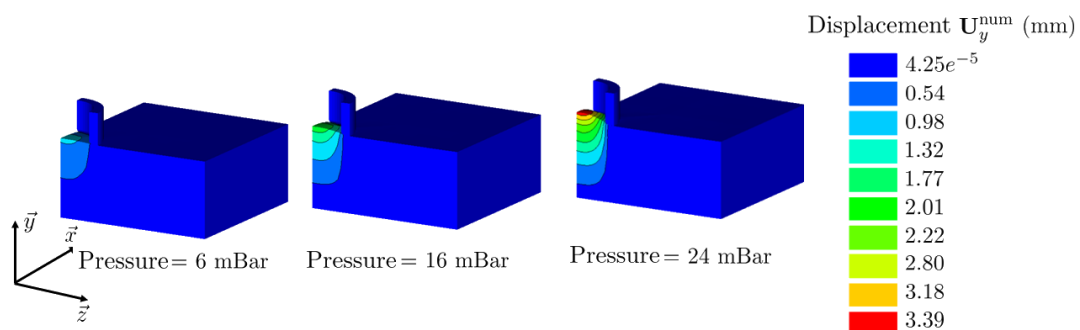 Displacement U_y^num (mm)
4.25e⁻⁵
0.54
0.98
1.32
1.77
2.01
2.22
2.80
3.18
3.39
y⃗
x⃗
z⃗
Pressure = 6 mBar
Pressure = 16 mBar
Pressure = 24 mBar